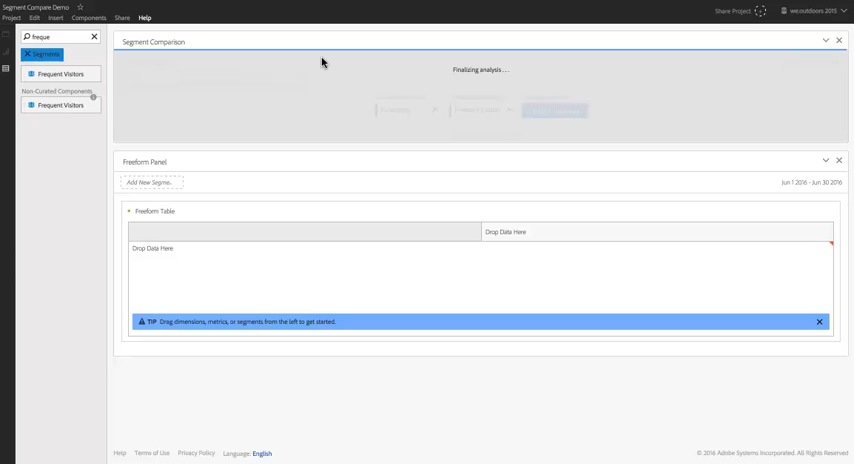 Segment Compare Demo
Project Edit Insert Components Share Help
Share Project
we.outdoors 2015
freque
Segments
Frequent Visitors
Non-Curated Components
Frequent Visitors
Segment Comparison
Finalizing analysis . . .
Freeform Panel
Add New Segme..
Jun 1 2016 - Jun 30 2016
Freeform Table
Drop Data Here
Drop Data Here
TIP Drag dimensions, metrics, or segments from the left to get started.
Help Terms of Use Privacy Policy Language: English
© 2016 Adobe Systems Incorporated. All Rights Reserved